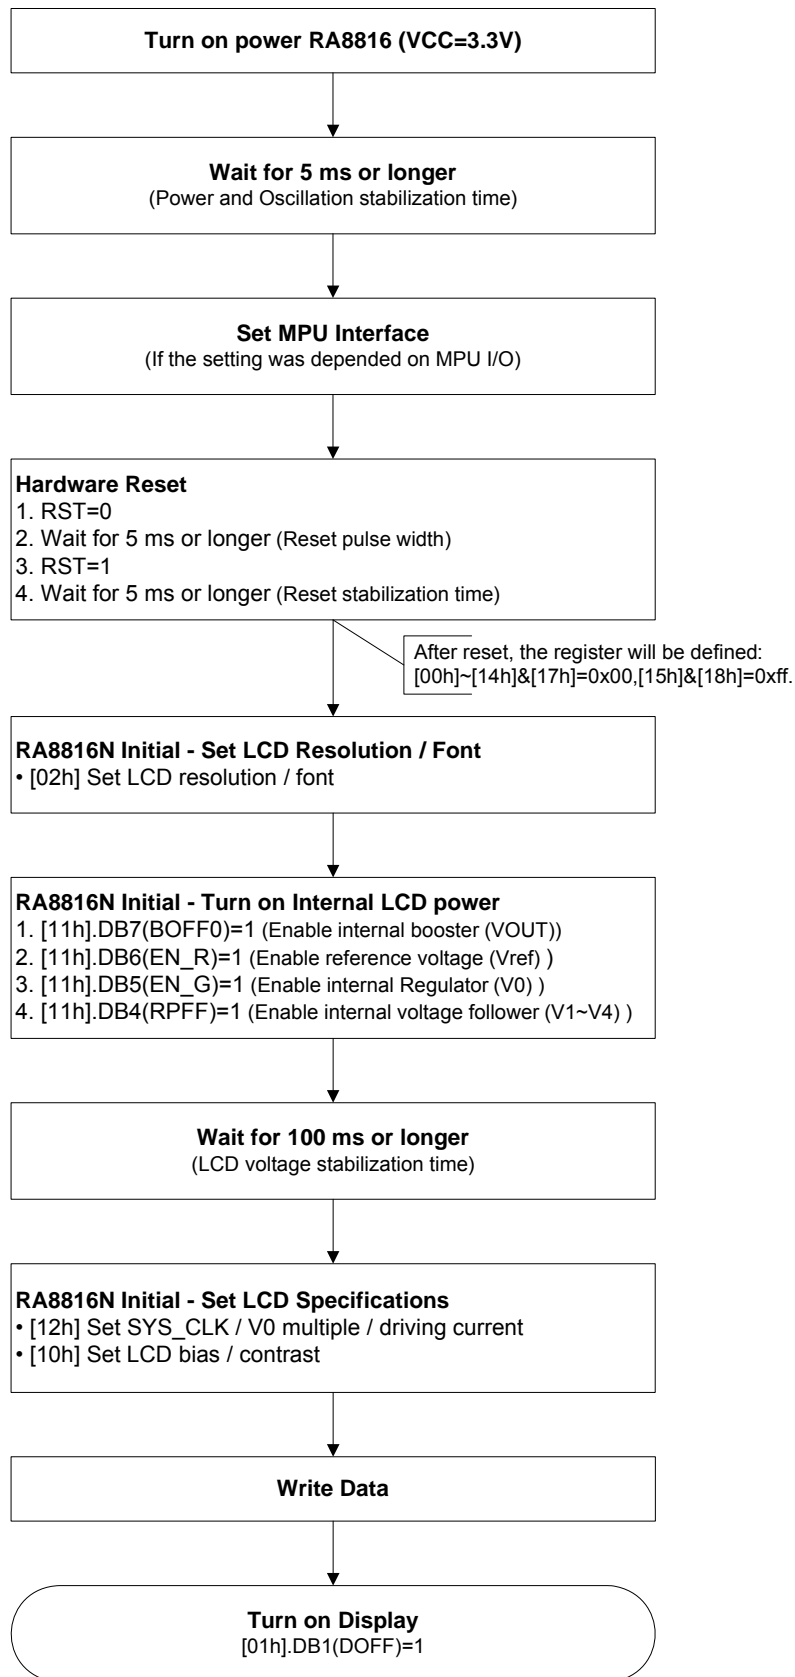 Turn on power RA8816 (VCC=3.3V)
Wait for 5 ms or longer
(Power and Oscillation stabilization time)
Set MPU Interface
(If the setting was depended on MPU I/O)
Hardware Reset
1. RST=0
2. Wait for 5 ms or longer (Reset pulse width)
3. RST=1
4. Wait for 5 ms or longer (Reset stabilization time)
After reset, the register will be defined:
[00h]~[14h]&[17h]=0x00,[15h]&[18h]=0xff.
RA8816N Initial - Set LCD Resolution / Font
• [02h] Set LCD resolution / font
RA8816N Initial - Turn on Internal LCD power
1. [11h].DB7(BOFF0)=1 (Enable internal booster (VOUT))
2. [11h].DB6(EN_R)=1 (Enable reference voltage (Vref) )
3. [11h].DB5(EN_G)=1 (Enable internal Regulator (V0) )
4. [11h].DB4(RPFF)=1 (Enable internal voltage follower (V1~V4) )
Wait for 100 ms or longer
(LCD voltage stabilization time)
RA8816N Initial - Set LCD Specifications
• [12h] Set SYS_CLK / V0 multiple / driving current
• [10h] Set LCD bias / contrast
Write Data
Turn on Display
[01h].DB1(DOFF)=1